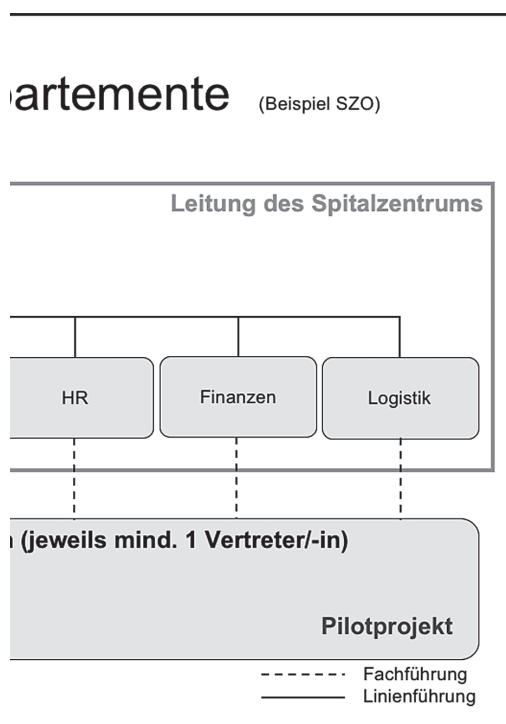 artemente (Beispiel SZO)
Leitung des Spitalzentrums
HR Finanzen Logistik
(jeweils mind. 1 Vertreter/-in)
Pilotprojekt
Fachführung
Linienführung